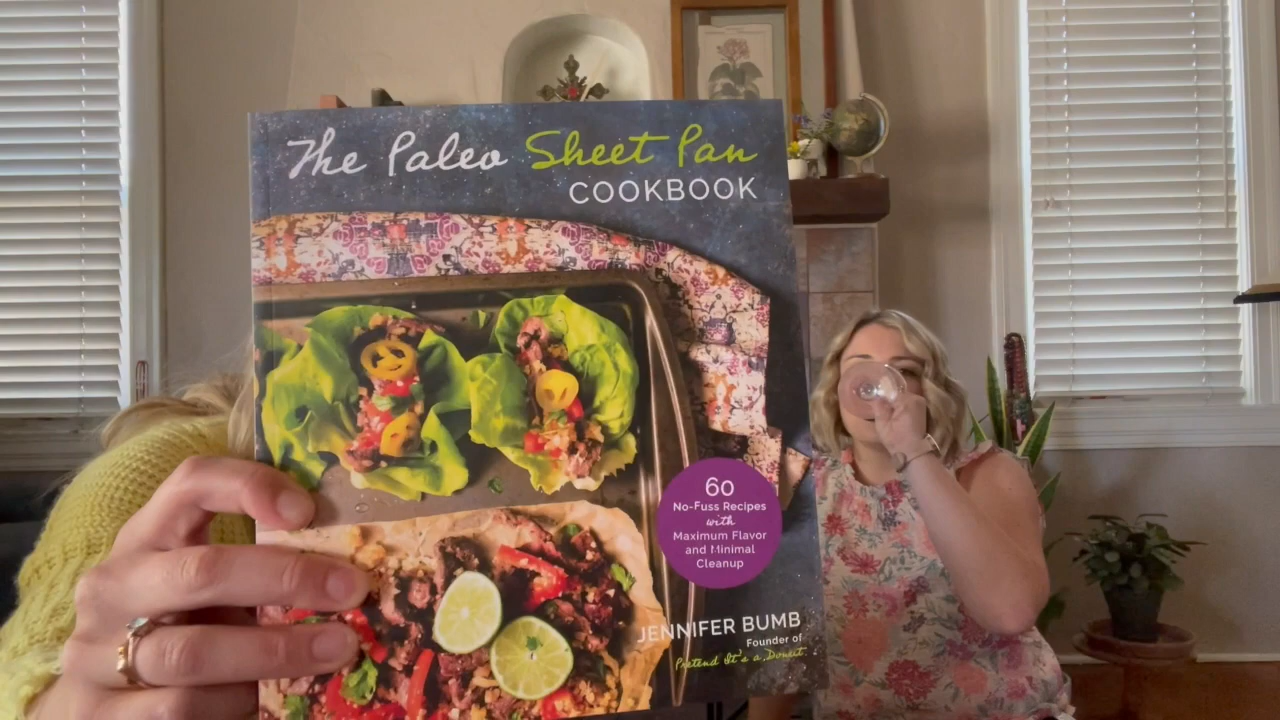 The Paleo Sheet Pan
COOKBOOK
60
No-Fuss Recipes
with
Maximum Flavor
and Minimal
Cleanup
JENNIFER BUMB
Founder of
Pretend It's a Donut